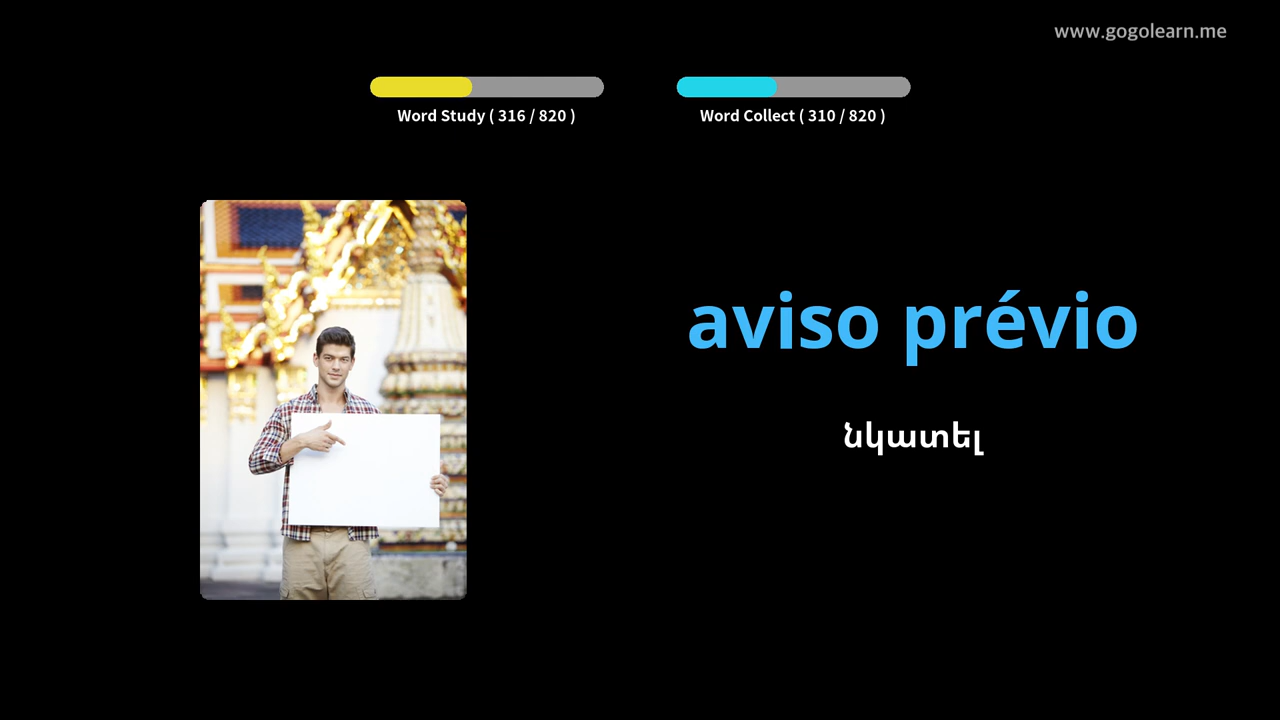 www.gogolearn.me
Word Study ( 316 / 820 )
Word Collect ( 310 / 820 )
aviso prévio
նկատել